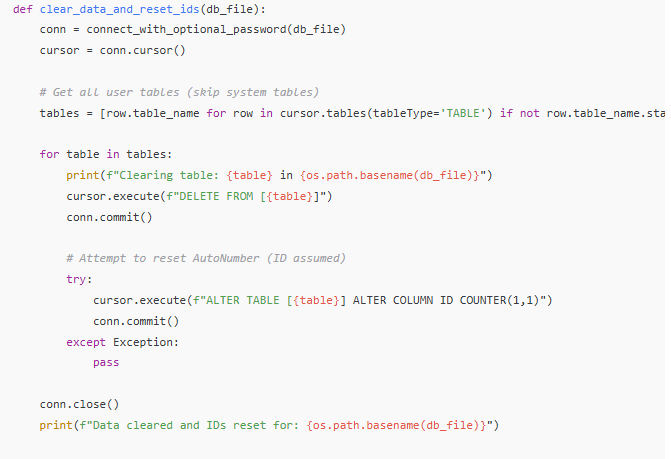 def clear_data_and_reset_ids(db_file):
    conn = connect_with_optional_password(db_file)
    cursor = conn.cursor()

    # Get all user tables (skip system tables)
    tables = [row.table_name for row in cursor.tables(tableType='TABLE') if not row.table_name.sta

    for table in tables:
        print(f"Clearing table: {table} in {os.path.basename(db_file)}")
        cursor.execute(f"DELETE FROM [{table}]")
        conn.commit()

        # Attempt to reset AutoNumber (ID assumed)
        try:
            cursor.execute(f"ALTER TABLE [{table}] ALTER COLUMN ID COUNTER(1,1)")
            conn.commit()
        except Exception:
            pass

    conn.close()
    print(f"Data cleared and IDs reset for: {os.path.basename(db_file)}")